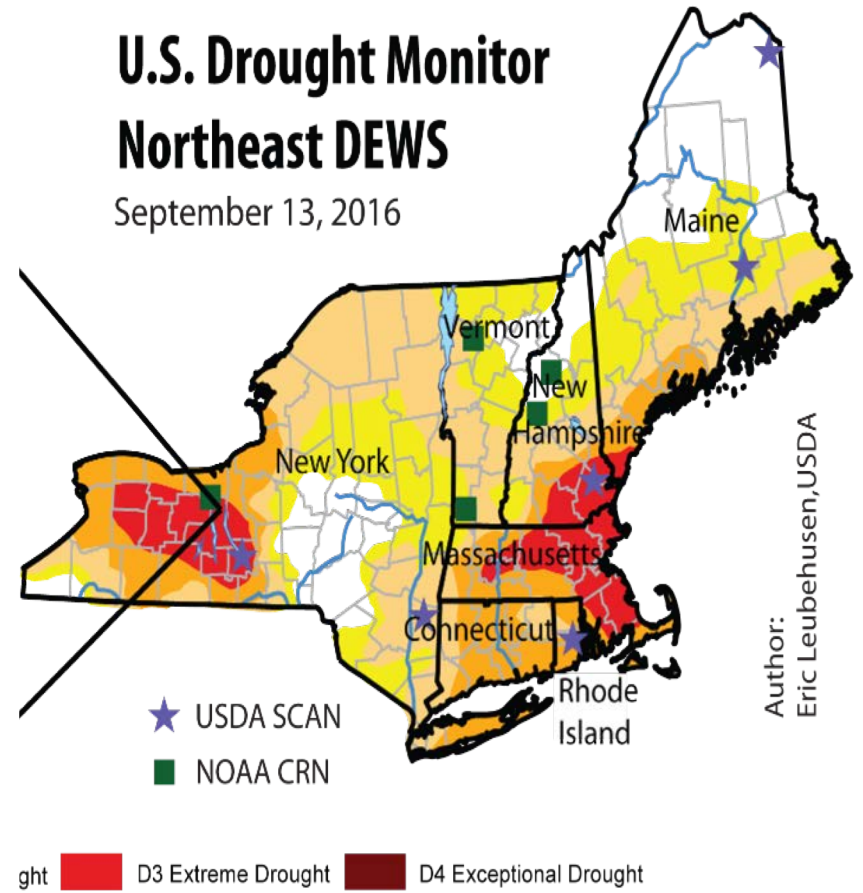 U.S. Drought Monitor
Northeast DEWS
September 13, 2016
Maine
Vermont
New
Hampshire
New York
Massachusetts
Connecticut
Rhode
Island
USDA SCAN
NOAA CRN
Author:
Eric Leubehusen,USDA
ght D3 Extreme Drought D4 Exceptional Drought